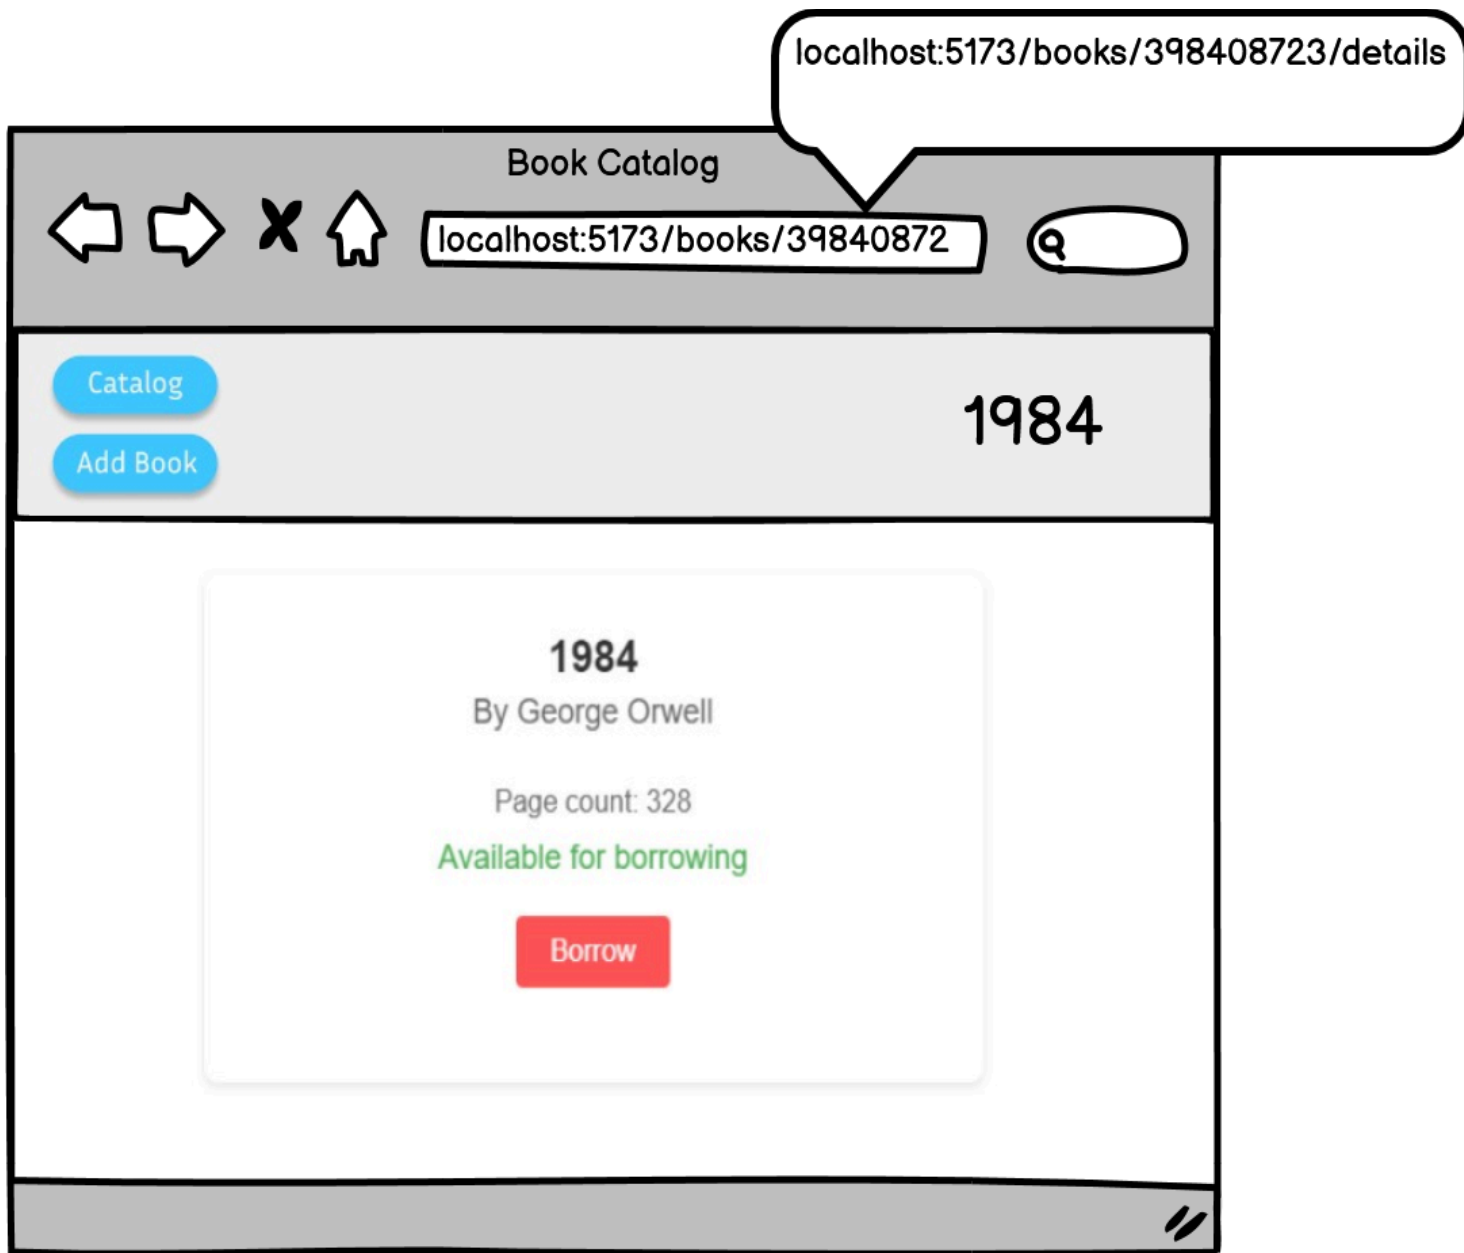 localhost:5173/books/398408723/details
Book Catalog
localhost:5173/books/39840872
Catalog
1984
Add Book
1984
By George Orwell
Page count: 328
Available for borrowing
Borrow